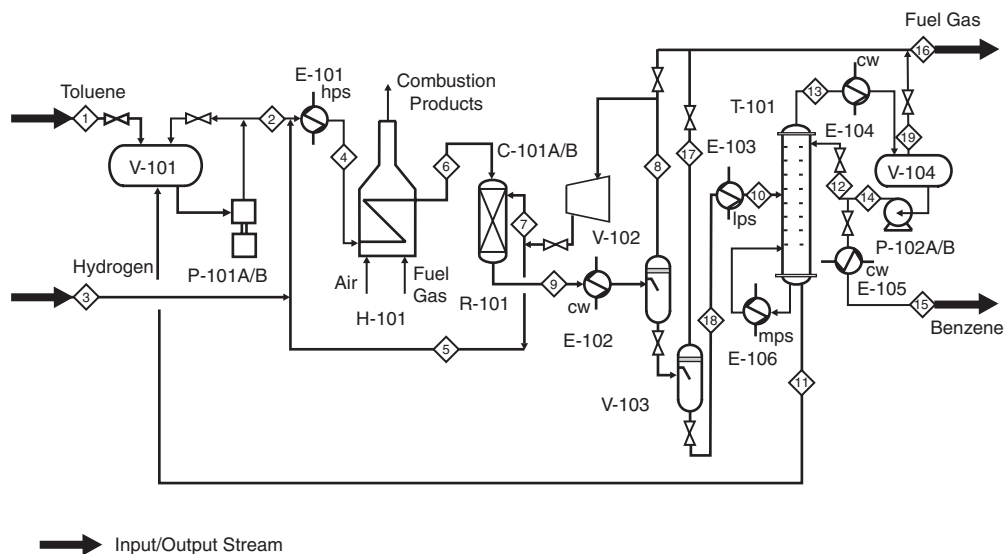 Fuel Gas
16
cw
13
E-101
hps
Combustion
Products
T-101
Toluene
1
2
E-104
19
V-101
4
6
C-101A/B
8
17
E-103
V-104
12
14
10
lps
7
V-102
P-101A/B
P-102A/B
Hydrogen
Air
Fuel
Gas
R-101
9
cw
cw
E-105
3
H-101
15
Benzene
E-102
18
mps
E-106
5
11
V-103
Input/Output Stream